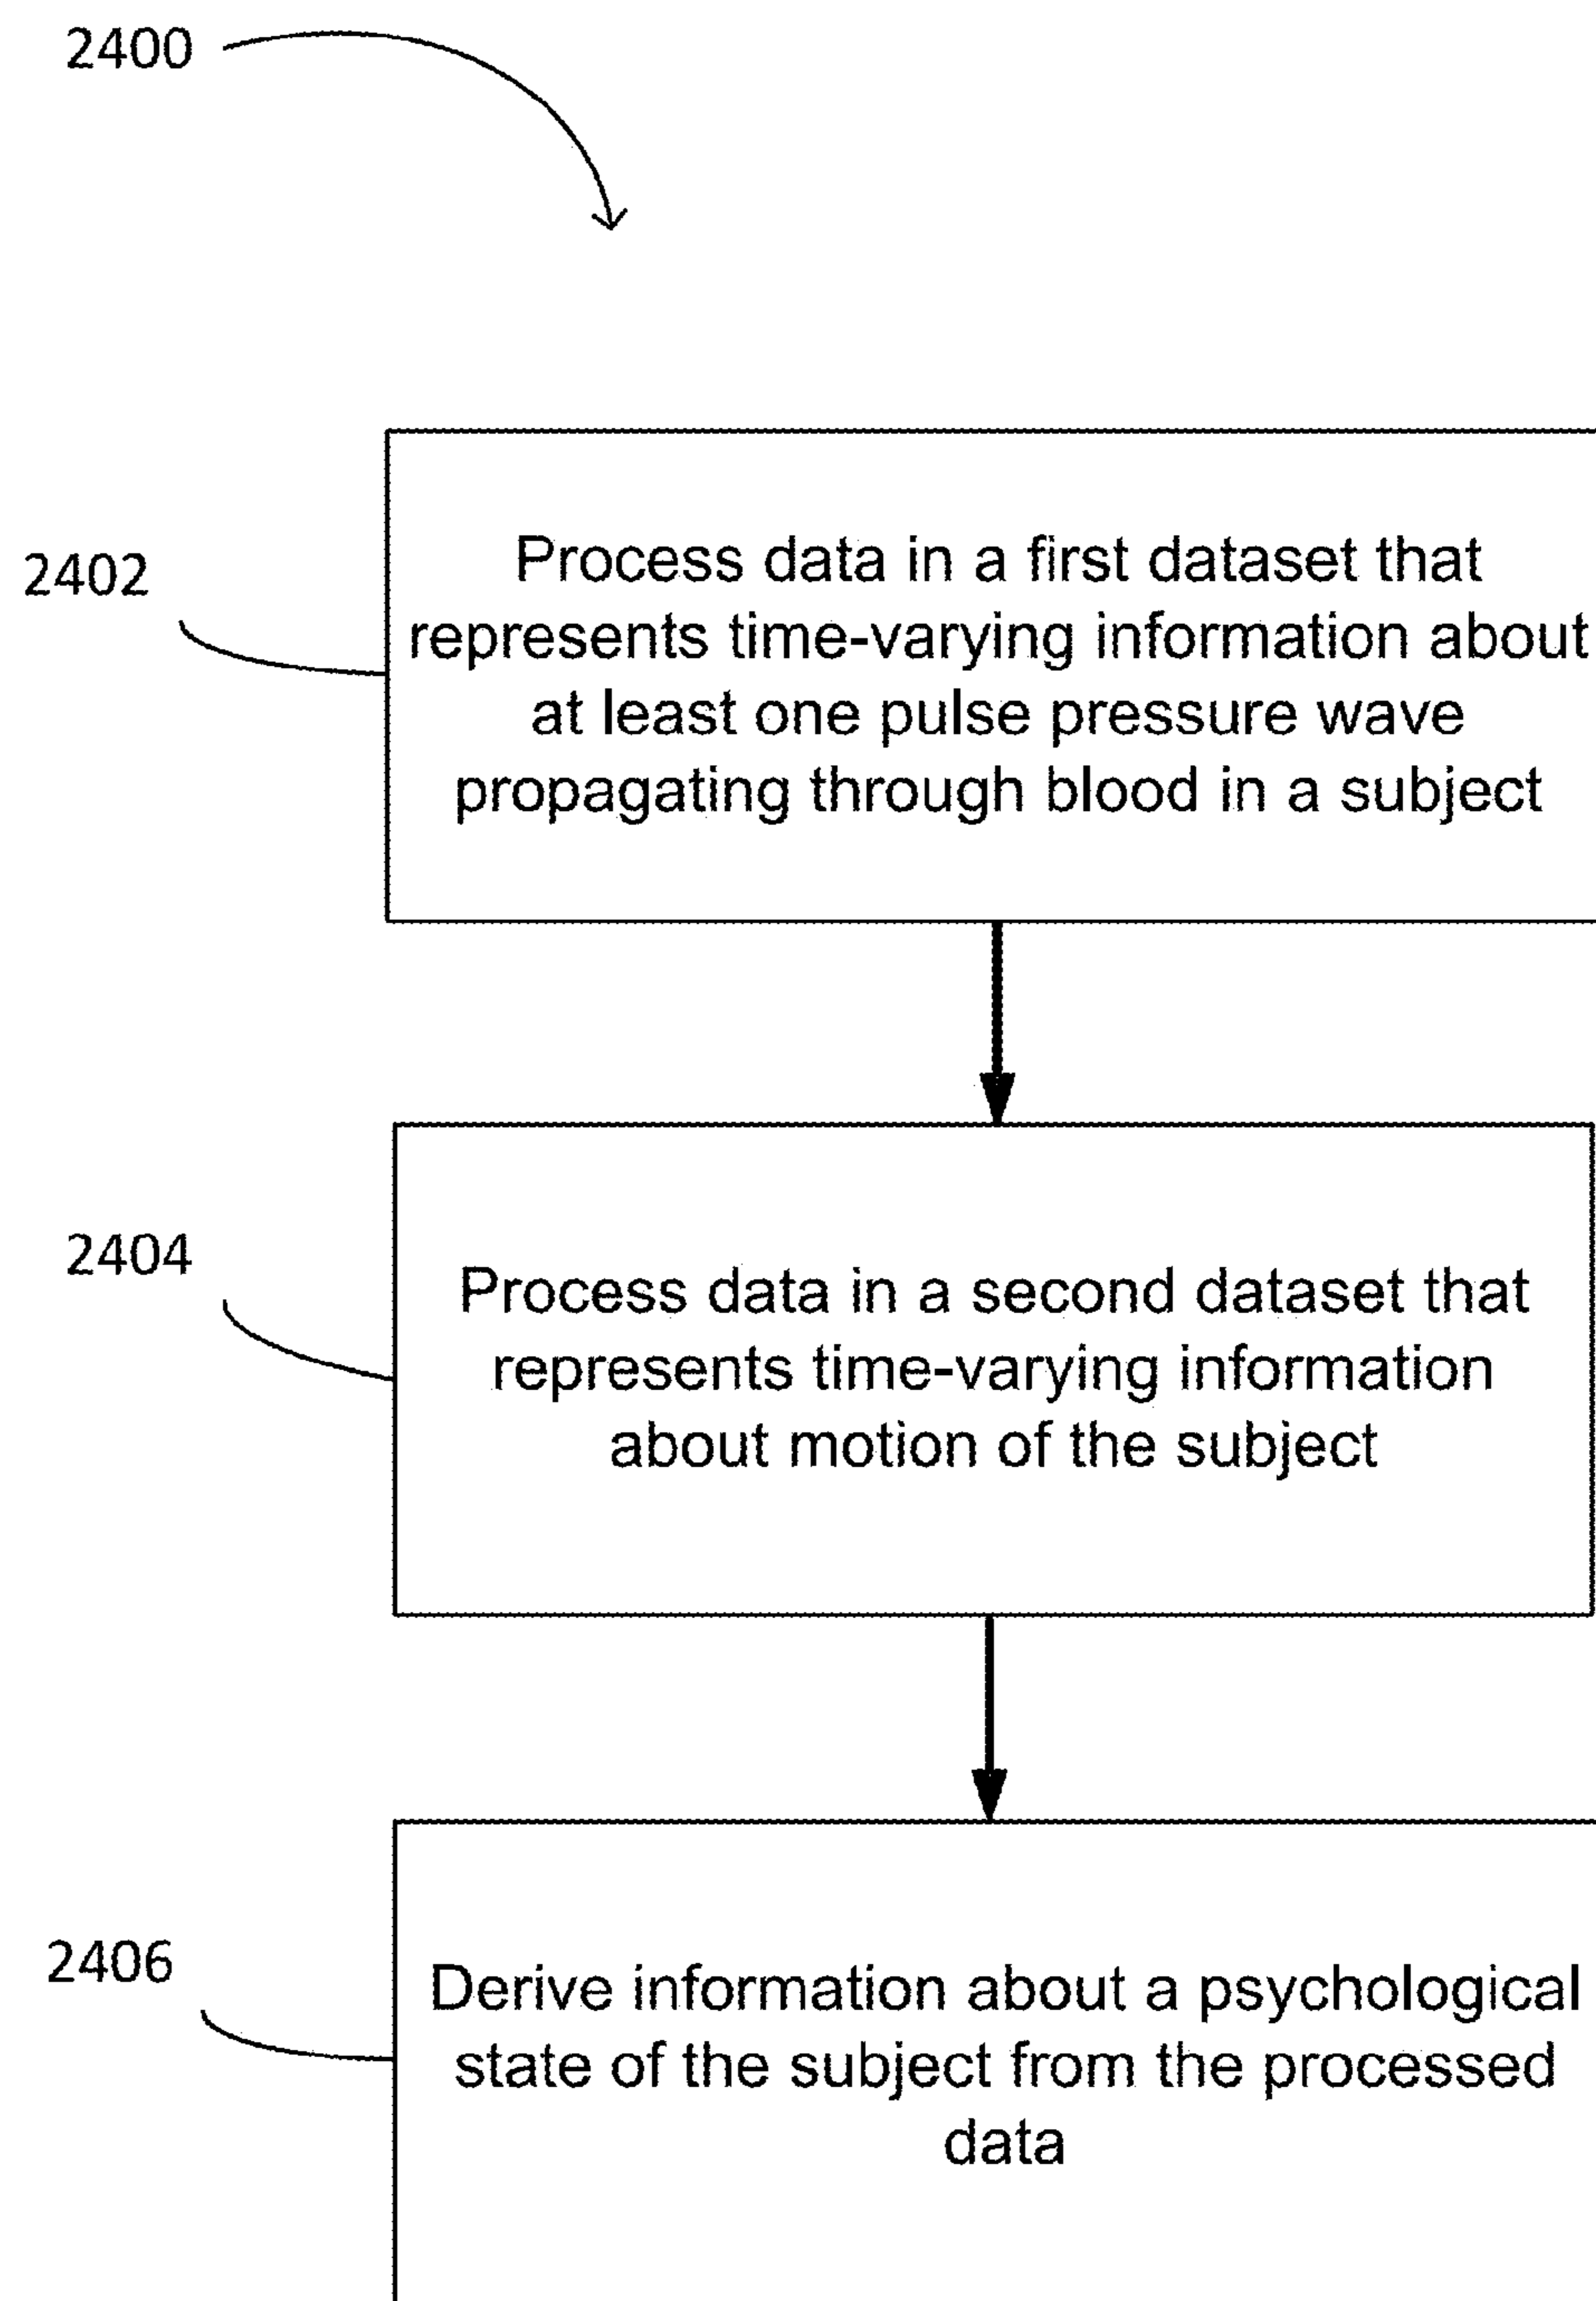 2400
2402
Process data in a first dataset that
represents time-varying information about
at least one pulse pressure wave
propagating through blood in a subject
2404
Process data in a second dataset that
represents time-varying information
about motion of the subject
2406
Derive information about a psychological
state of the subject from the processed
data